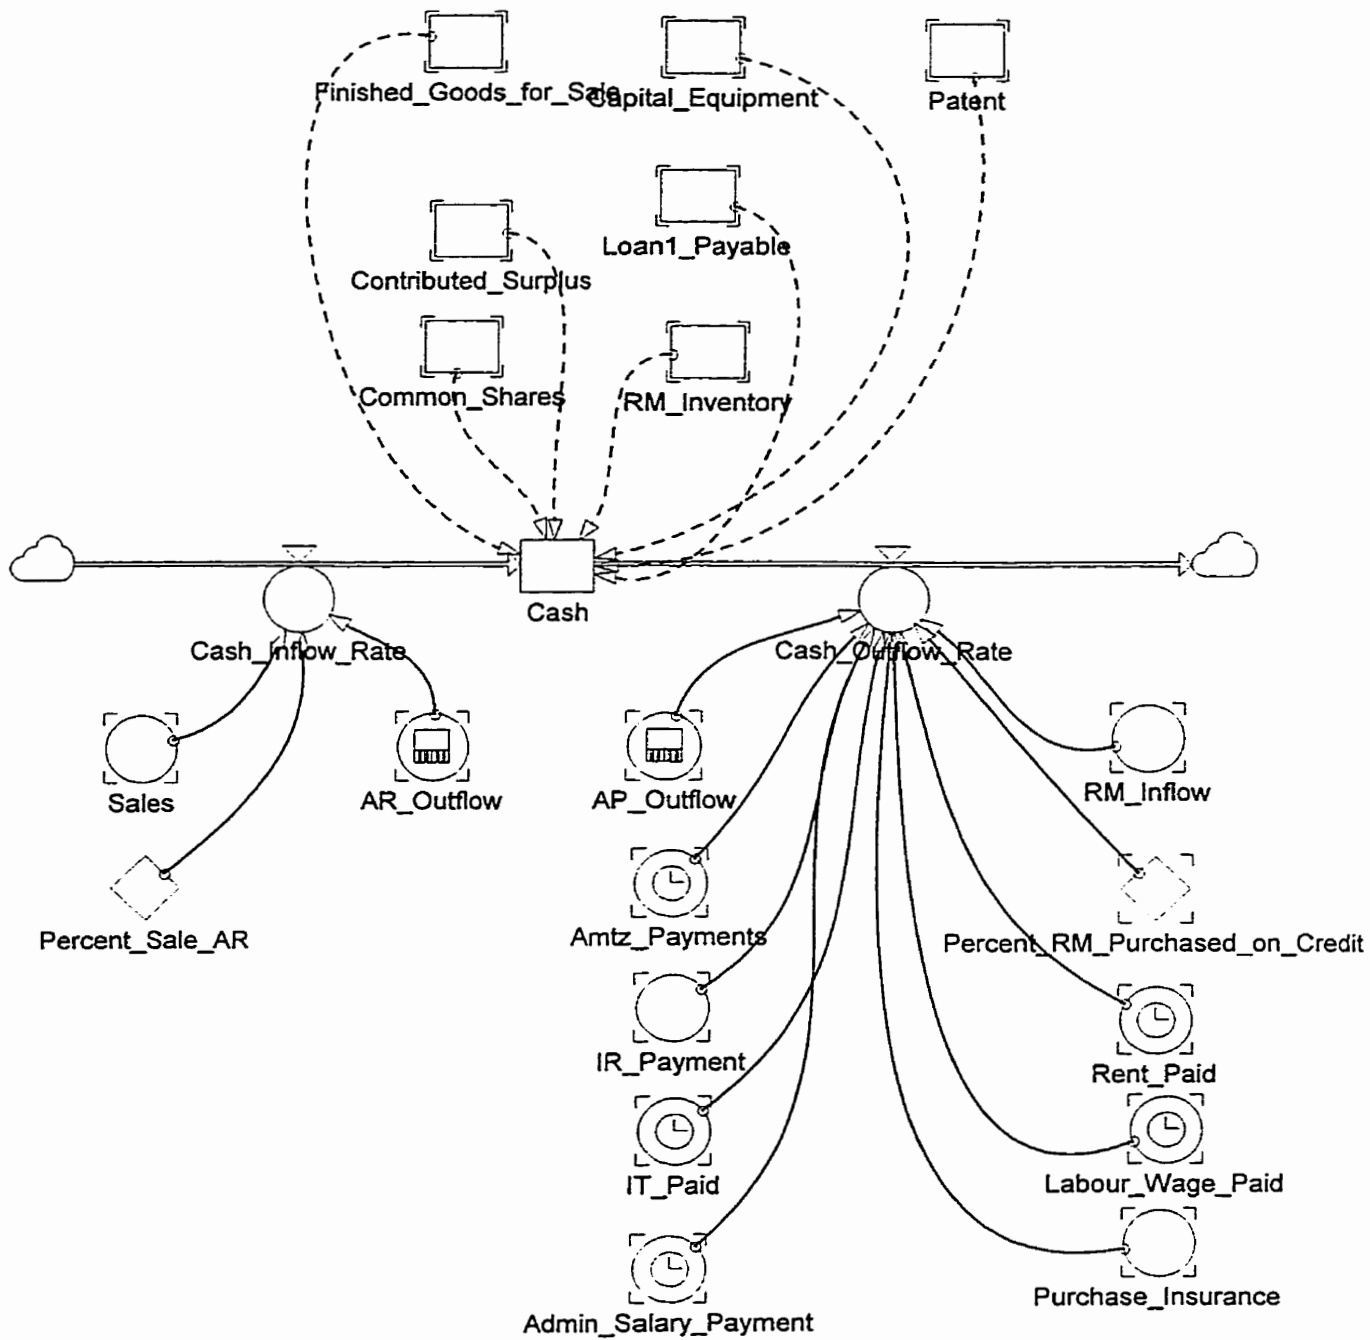 Finished_Goods_for_Sale
Capital_Equipment
Patent
Contributed_Surplus
Loan1_Payable
Common_Shares
RM_Inventory
Cash
Cash_Inflow_Rate
Cash_Outflow_Rate
Sales
AR_Outflow
AP_Outflow
RM_Inflow
Percent_Sale_AR
Amtz_Payments
Percent_RM_Purchased_on_Credit
IR_Payment
Rent_Paid
IT_Paid
Labour_Wage_Paid
Admin_Salary_Payment
Purchase_Insurance